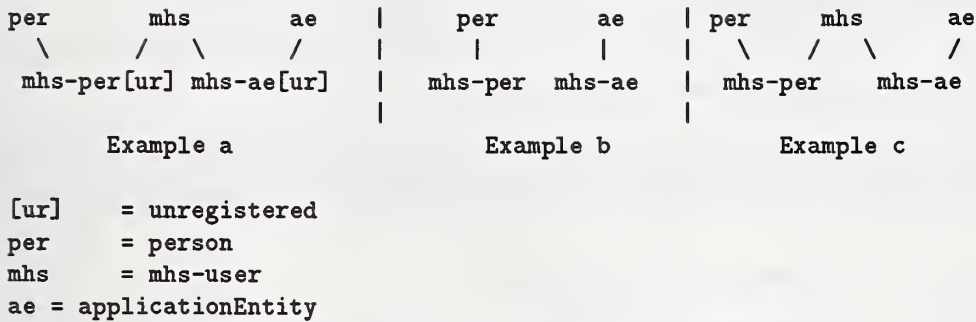 per mhs ae | per ae | per mhs ae
\ / \ / | | | | \ / \ /
mhs-per[ur] mhs-ae[ur] | mhs-per mhs-ae | mhs-per mhs-ae
Example a Example b Example c
[ur] = unregistered
per = person
mhs = mhs-user
ae = applicationEntity